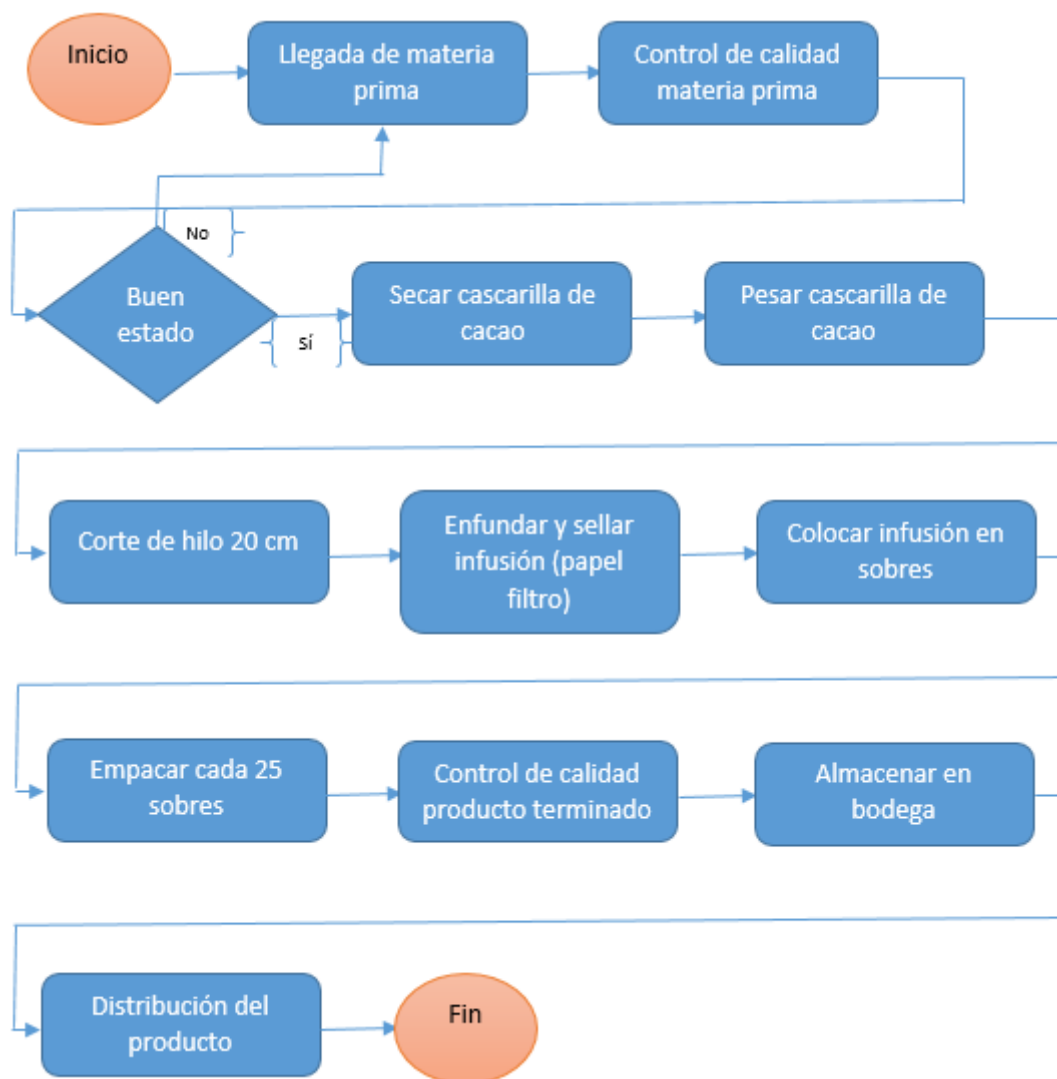 Inicio
Llegada de materia
prima
Control de calidad
materia prima
No
Buen
estado
sí
Secar cascarilla de
cacao
Pesar cascarilla de
cacao
Corte de hilo 20 cm
Enfundar y sellar
infusión (papel
filtro)
Colocar infusión en
sobres
Empacar cada 25
sobres
Control de calidad
producto terminado
Almacenar en
bodega
Distribución del
producto
Fin